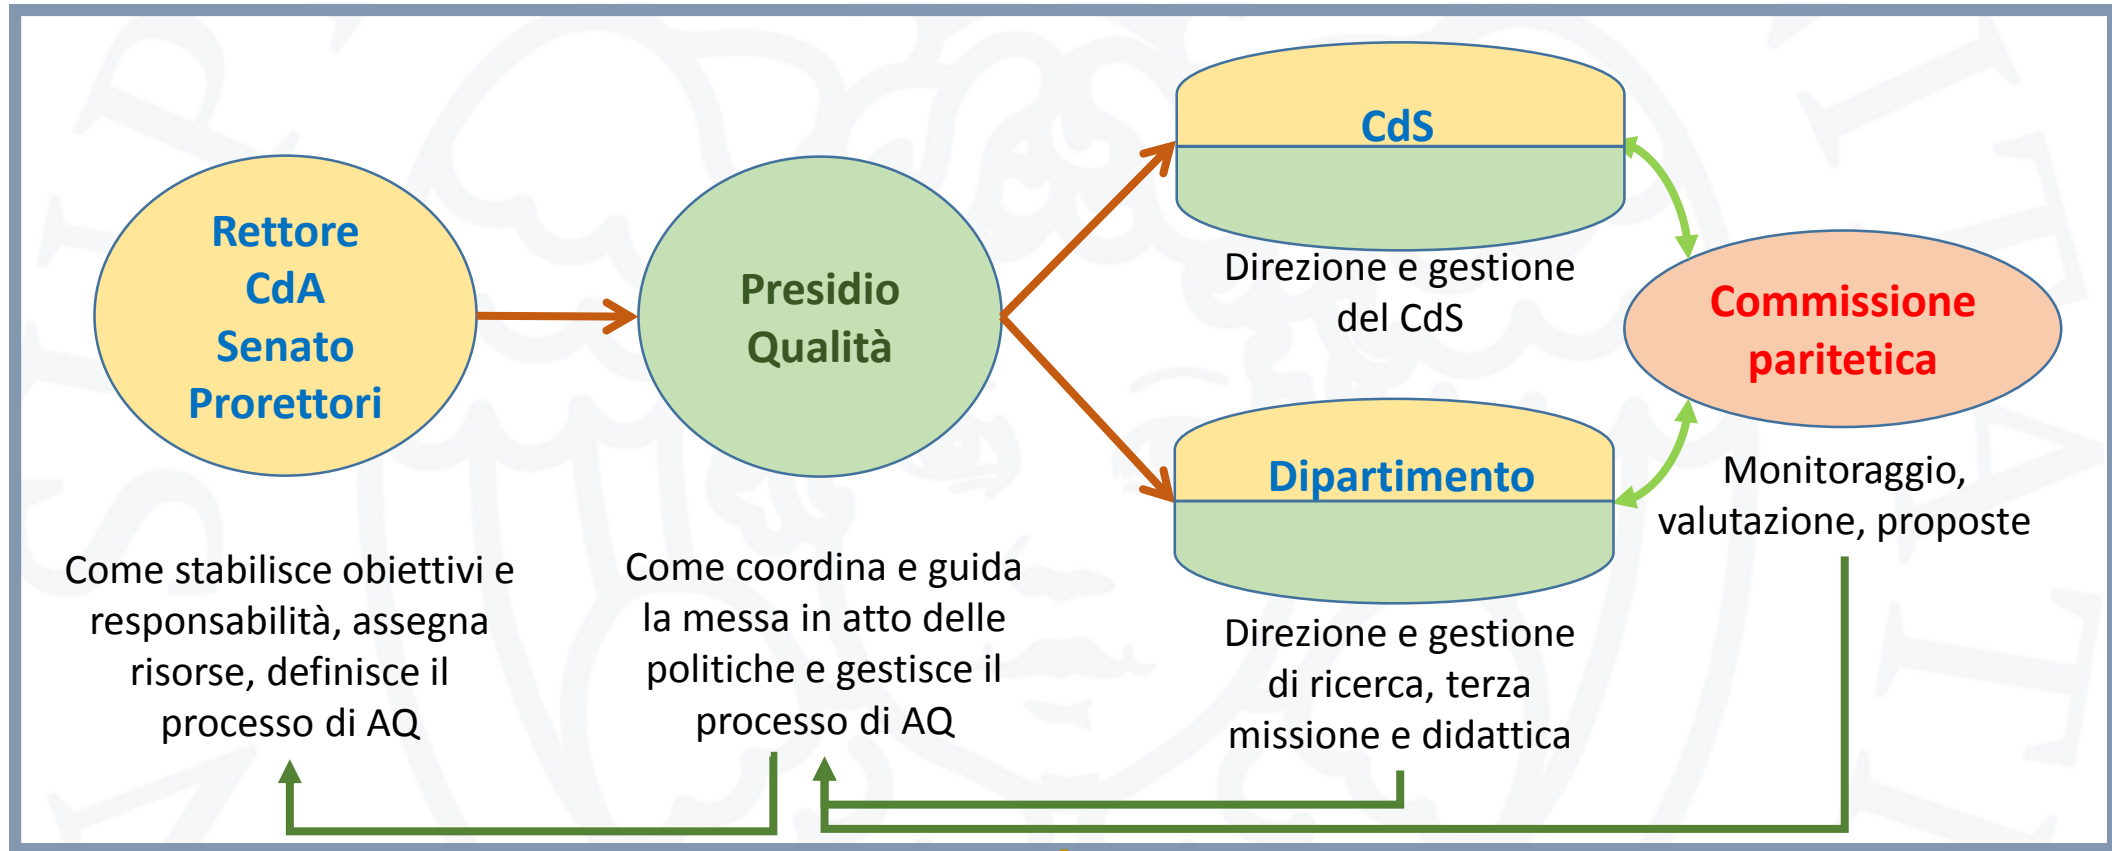 Rettore
CdA
Senato
Prorettori
Come stabilisce obiettivi e
responsabilità, assegna
risorse, definisce il
processo di AQ
Presidio
Qualità
Come coordina e guida
la messa in atto delle
politiche e gestisce il
processo di AQ
CdS
Direzione e gestione
del CdS
Dipartimento
Direzione e gestione
di ricerca, terza
missione e didattica
Commissione
paritetica
Monitoraggio,
valutazione, proposte